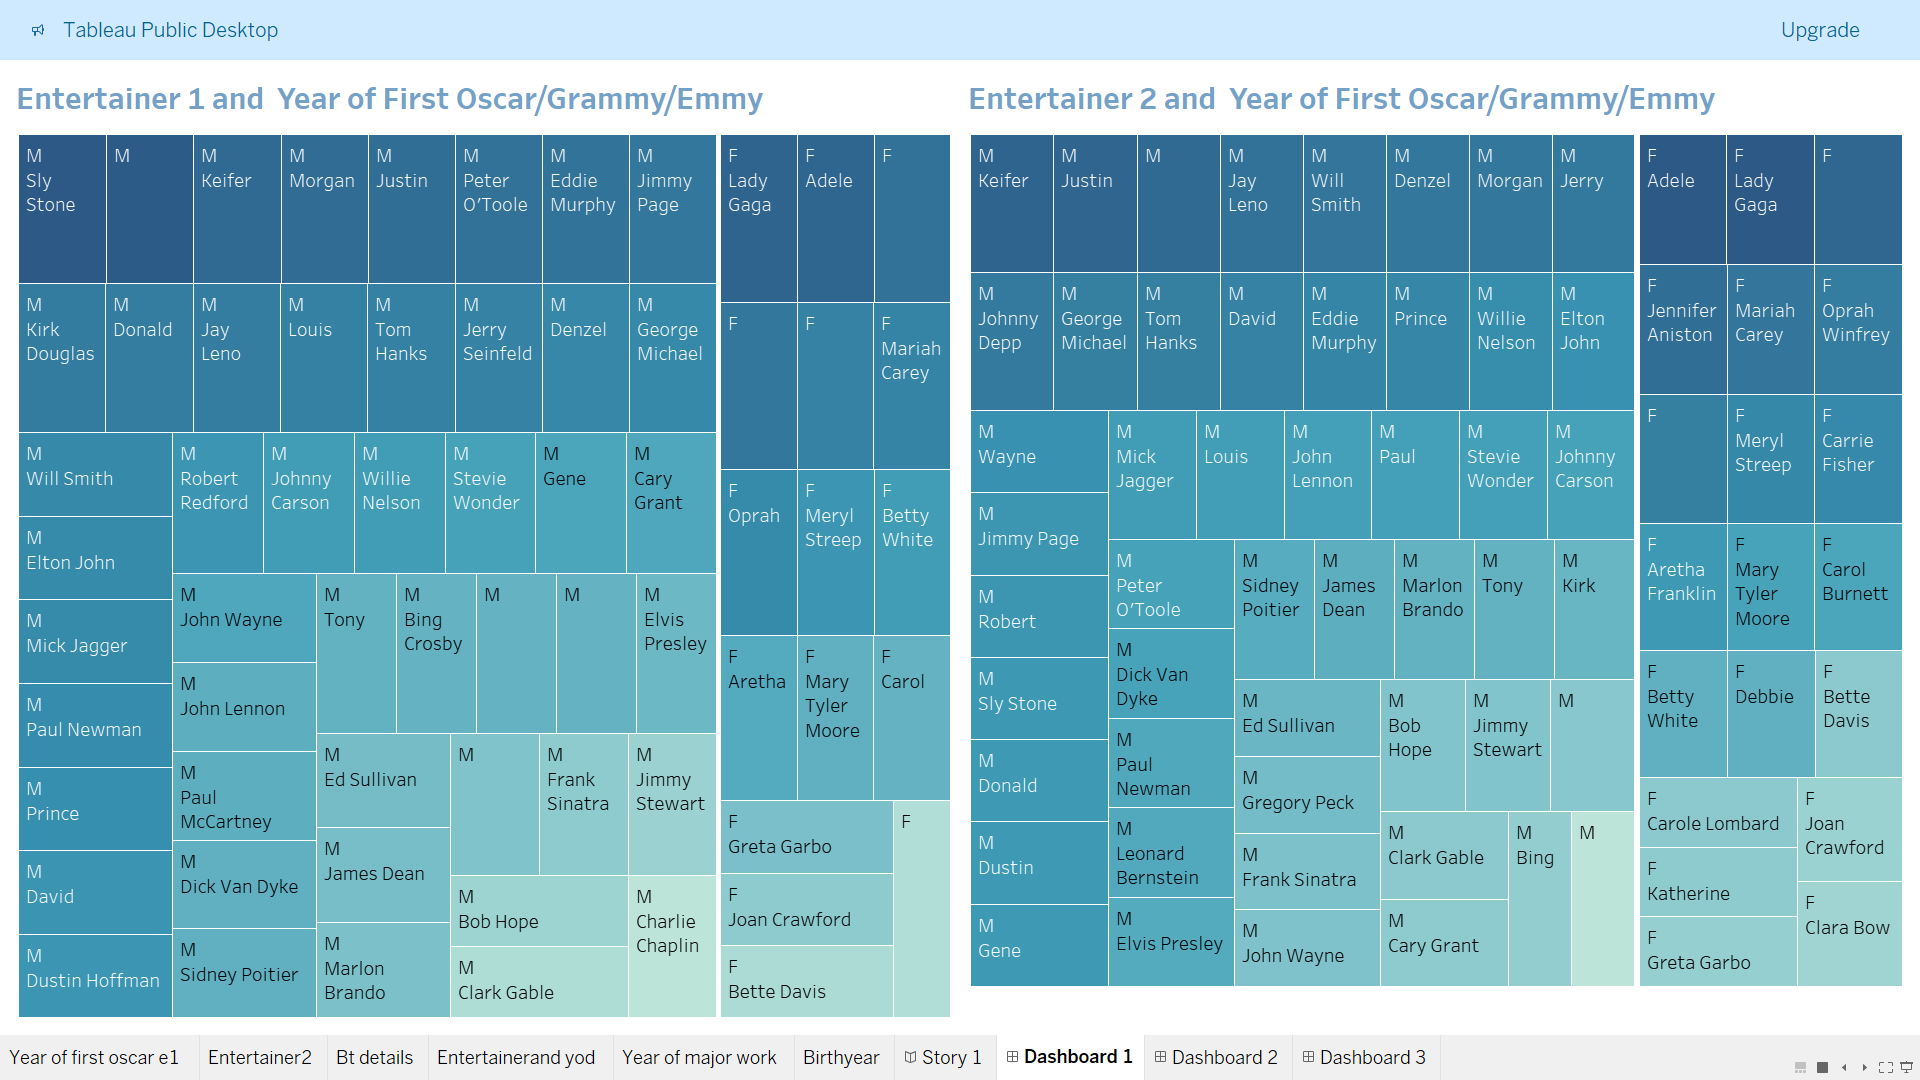 Tableau Public Desktop
Upgrade
Entertainer 1 and  Year of First Oscar/Grammy/Emmy
M
Sly
Stone
M
M
Keifer
M
Morgan
M
Justin
M
Peter
O'Toole
M
Eddie
Murphy
M
Jimmy
Page
M
Kirk
Douglas
M
Donald
M
Jay
Leno
M
Louis
M
Tom
Hanks
M
Jerry
Seinfeld
M
Denzel
M
George
Michael
M
Will Smith
M
Elton John
M
Mick Jagger
M
Paul Newman
M
Prince
M
David
M
Dustin Hoffman
M
Robert
Redford
M
Johnny
Carson
M
Willie
Nelson
M
Stevie
Wonder
M
Gene
M
Cary
Grant
M
John Wayne
M
John Lennon
M
Paul
McCartney
M
Dick Van Dyke
M
Sidney Poitier
M
Tony
M
Bing
Crosby
M
M
M
Elvis
Presley
M
Ed Sullivan
M
James Dean
M
Marlon
Brando
M
M
Frank
Sinatra
M
Jimmy
Stewart
M
Bob Hope
M
Clark Gable
M
Charlie
Chaplin
F
Lady
Gaga
F
Adele
F
F
F
F
Mariah
Carey
F
Oprah
F
Meryl
Streep
F
Betty
White
F
Aretha
F
Mary
Tyler
Moore
F
Carol
F
Greta Garbo
F
Joan Crawford
F
Bette Davis
F
Entertainer 2 and  Year of First Oscar/Grammy/Emmy
M
Keifer
M
Justin
M
M
Jay
Leno
M
Will
Smith
M
Denzel
M
Morgan
M
Jerry
M
Johnny
Depp
M
George
Michael
M
Tom
Hanks
M
David
M
Eddie
Murphy
M
Prince
M
Willie
Nelson
M
Elton
John
M
Wayne
M
Jimmy Page
M
Robert
M
Sly Stone
M
Donald
M
Dustin
M
Gene
M
Mick
Jagger
M
Louis
M
John
Lennon
M
Paul
M
Stevie
Wonder
M
Johnny
Carson
M
Peter
O'Toole
M
Dick Van
Dyke
M
Paul
Newman
M
Leonard
Bernstein
M
Elvis Presley
M
Sidney
Poitier
M
James
Dean
M
Marlon
Brando
M
Tony
M
Kirk
M
Ed Sullivan
M
Gregory Peck
M
Frank Sinatra
M
John Wayne
M
Bob
Hope
M
Jimmy
Stewart
M
M
Clark Gable
M
Cary Grant
M
Bing
M
F
Adele
F
Lady
Gaga
F
F
Jennifer
Aniston
F
Mariah
Carey
F
Oprah
Winfrey
F
F
Meryl
Streep
F
Carrie
Fisher
F
Aretha
Franklin
F
Mary
Tyler
Moore
F
Carol
Burnett
F
Betty
White
F
Debbie
F
Bette
Davis
F
Carole Lombard
F
Katherine
F
Greta Garbo
F
Joan
Crawford
F
Clara Bow
Year of first oscar e1
Entertainer2
Bt details
Entertainerand yod
Year of major work
Birthyear
Story 1
Dashboard 1
Dashboard 2
Dashboard 3